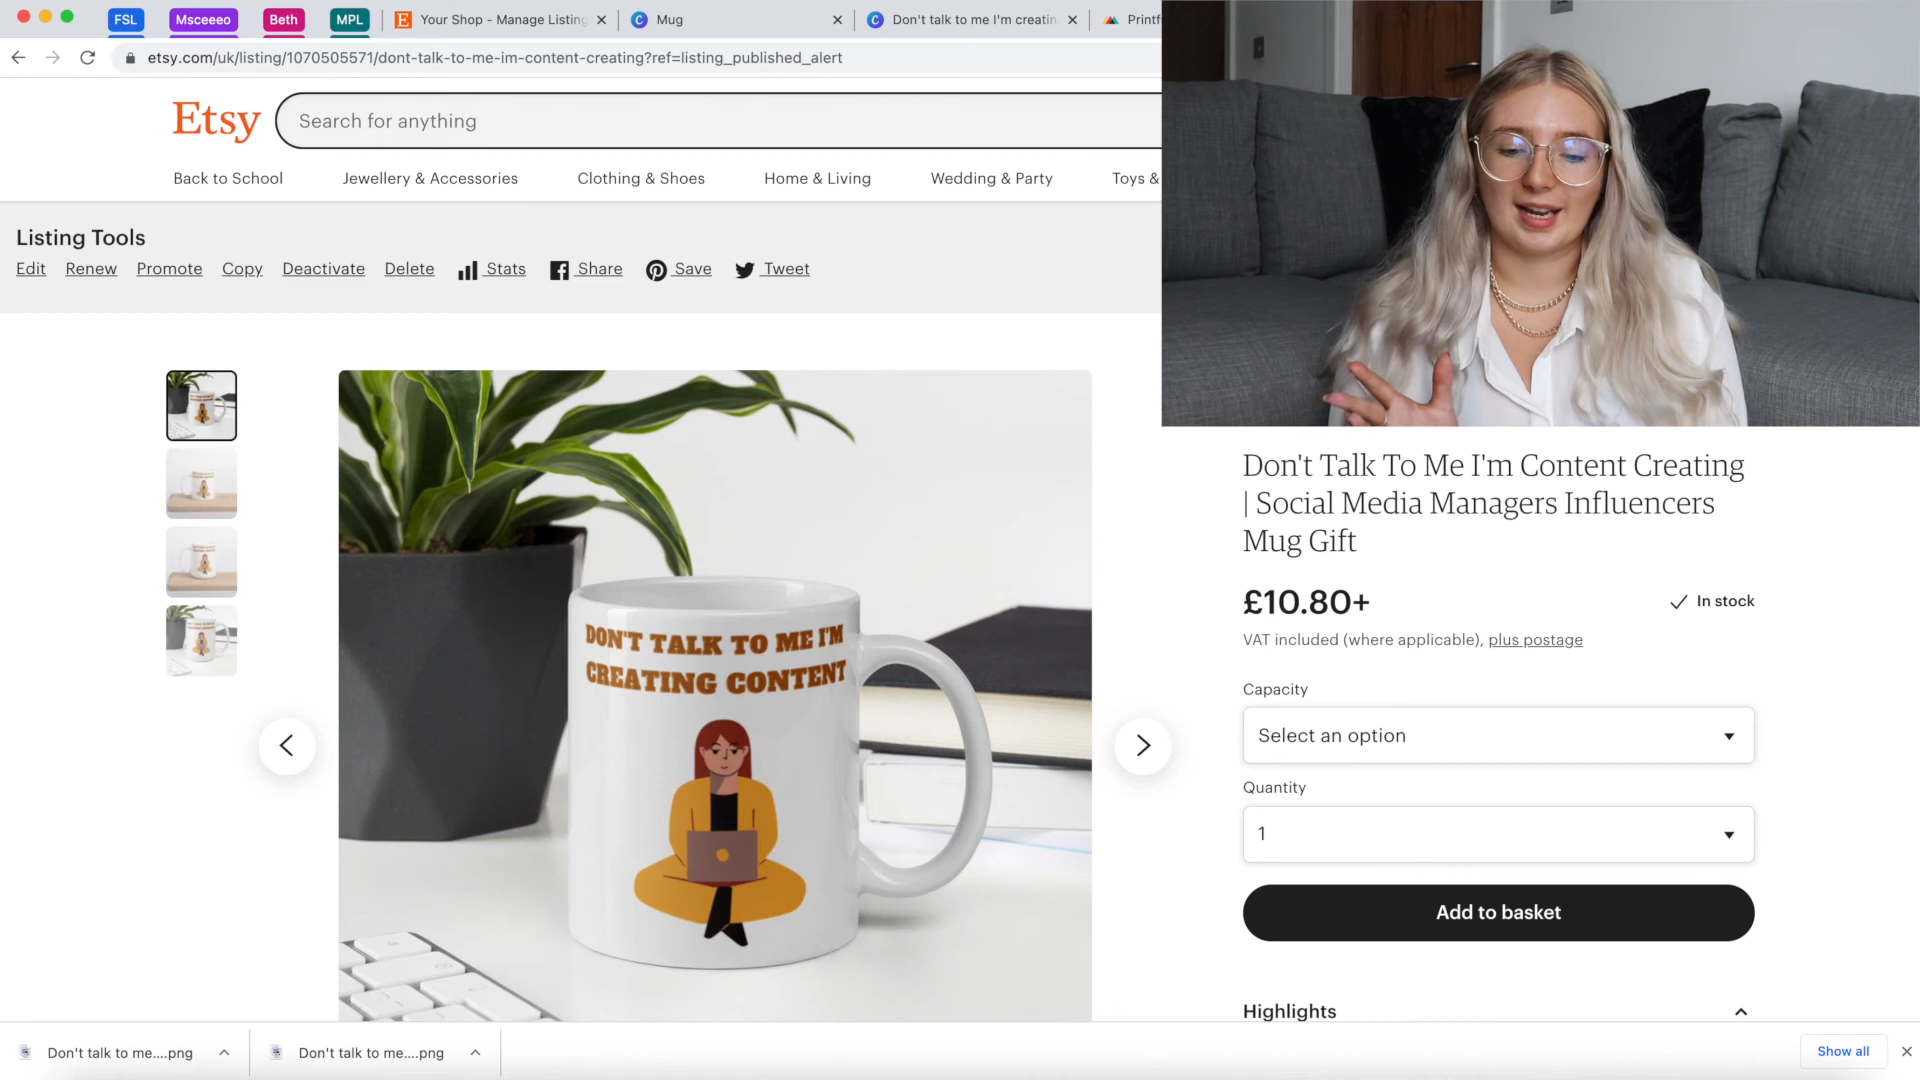 FSL
Msceeeo
Beth
MPL
Your Shop - Manage Listing
Mug
Don't talk to me I'm creatin
Printf
etsy.com/uk/listing/1070505571/dont-talk-to-me-im-content-creating?ref=listing_published_alert
Etsy
Search for anything
Back to School
Jewellery & Accessories
Clothing & Shoes
Home & Living
Wedding & Party
Toys &
Listing Tools
Edit
Renew
Promote
Copy
Deactivate
Delete
Stats
Share
Save
Tweet
DON'T TALK TO ME I'M
CREATING CONTENT
Don't Talk To Me I'm Content Creating
| Social Media Managers Influencers
Mug Gift
£10.80+
In stock
VAT included (where applicable), plus postage
Capacity
Select an option
Quantity
1
Add to basket
Highlights
Don't talk to me....png
Don't talk to me....png
Show all